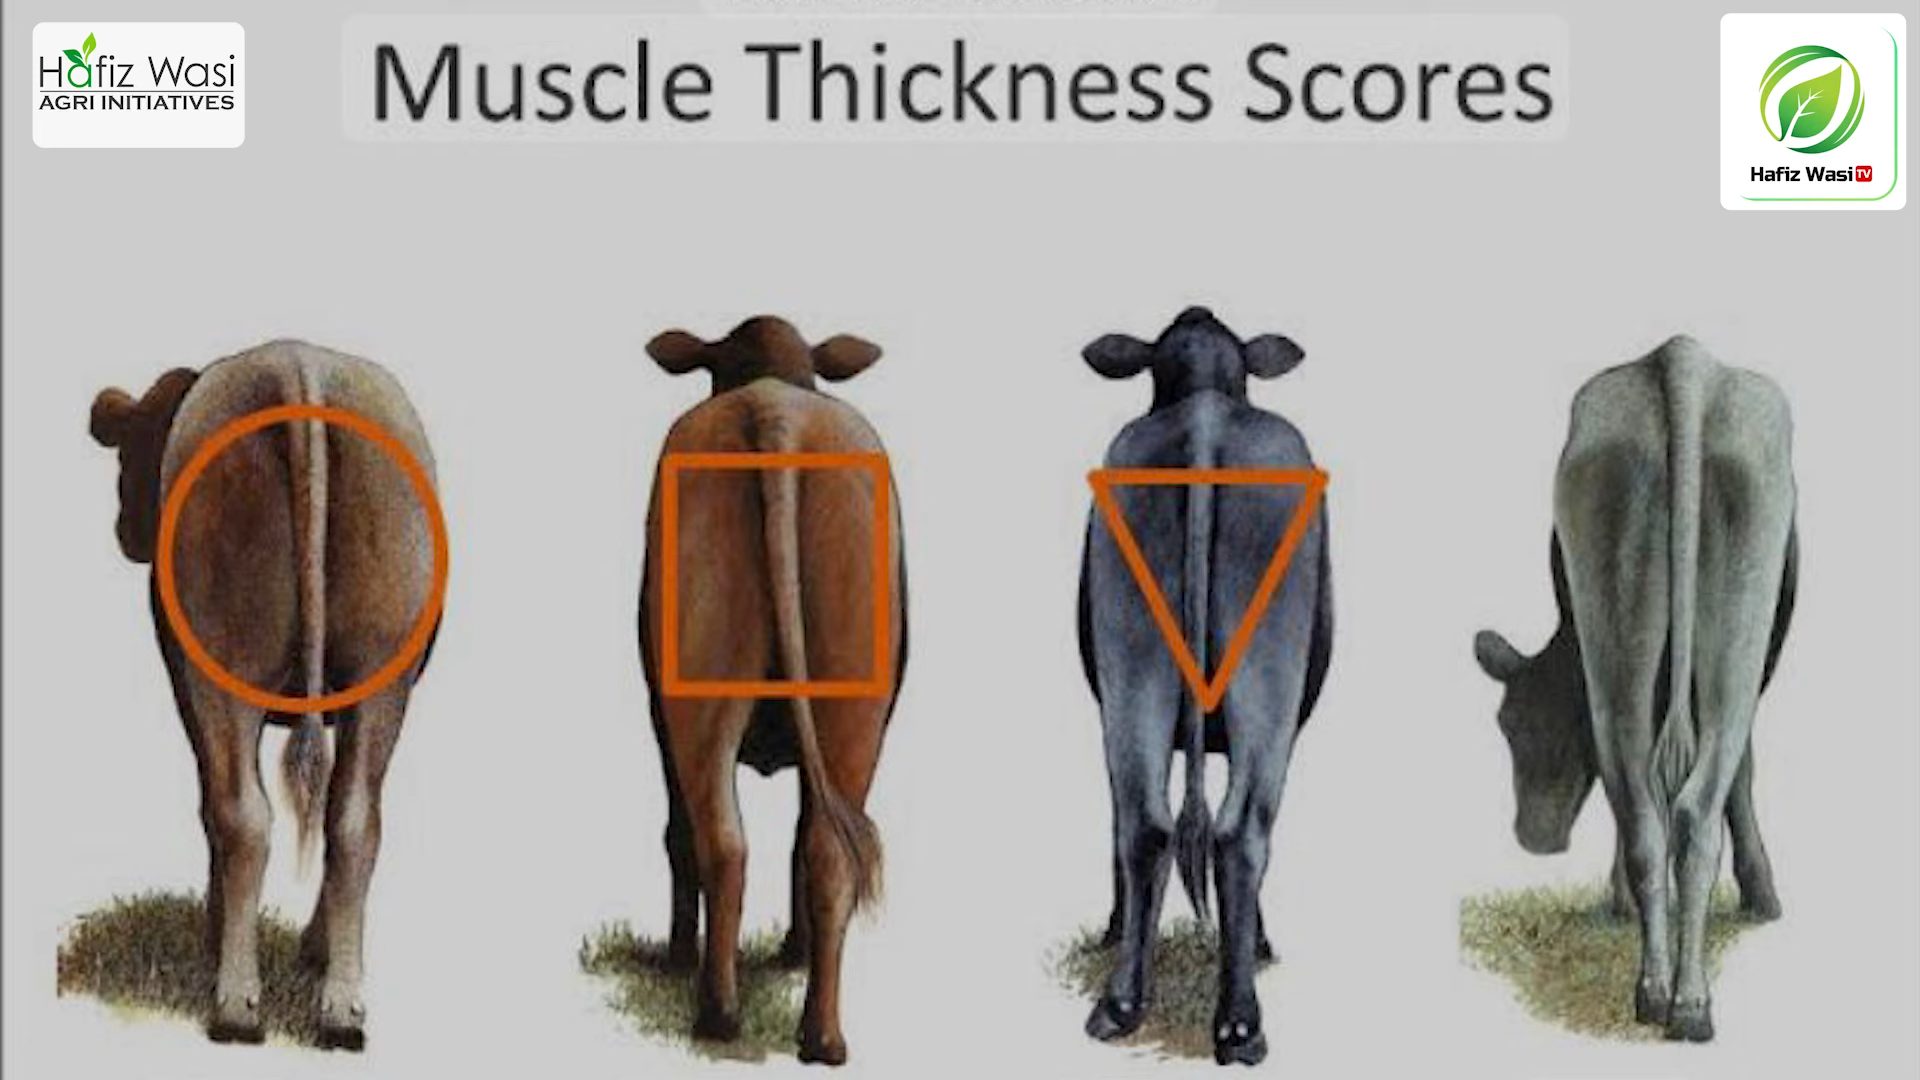 Hafiz Wasi
AGRI INITIATIVES
Muscle Thickness Scores
Hafiz Wasi TV